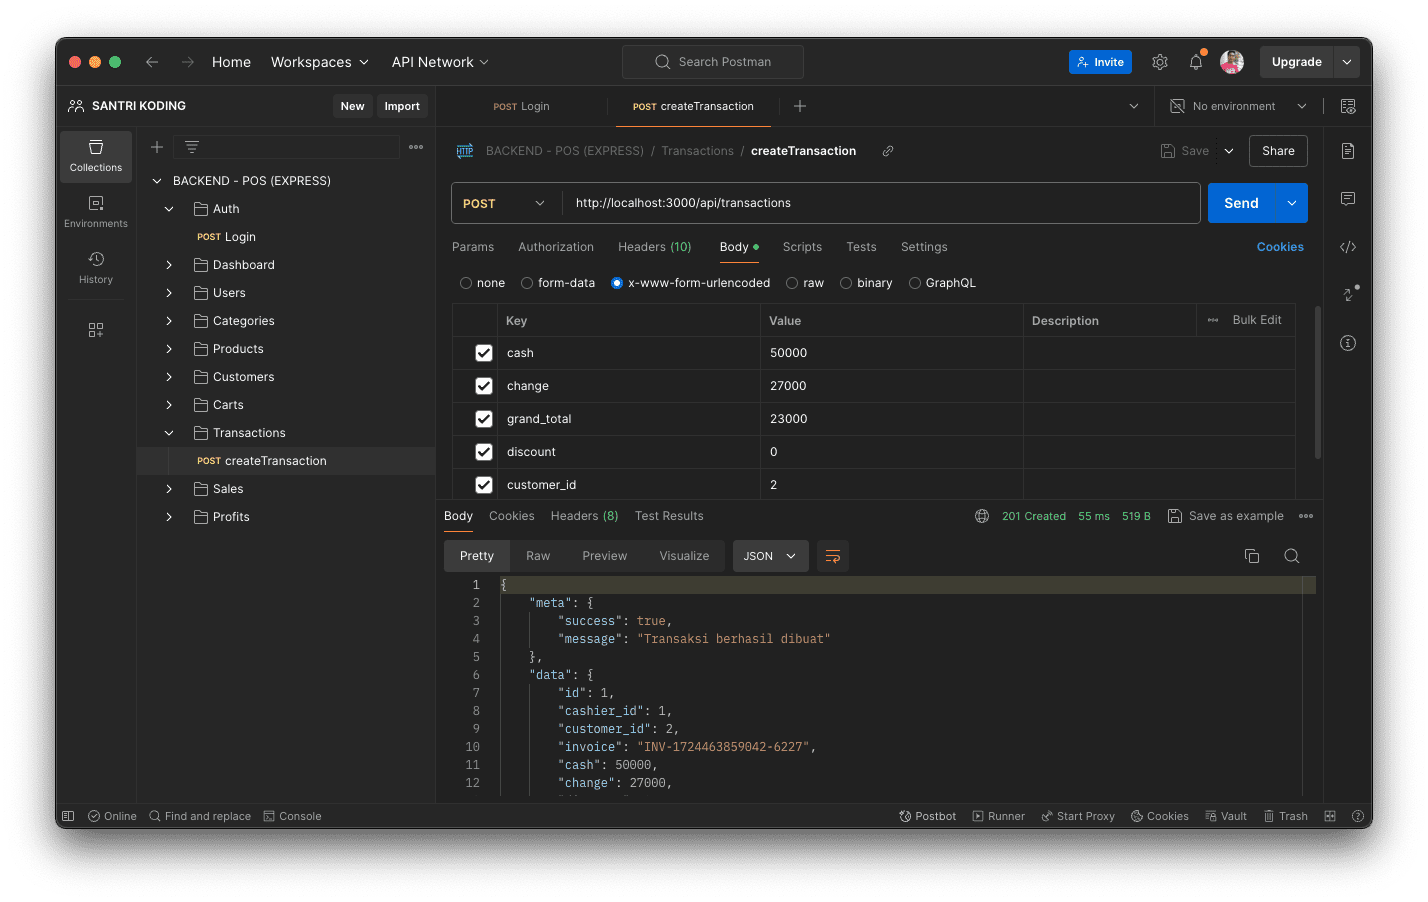 Home Workspaces API Network Search Postman Invite Upgrade
SANTRI KODING New Import
POST Login POST createTransaction No environment
Collections
Environments
History
BACKEND - POS (EXPRESS)
Auth
POST Login
Dashboard
Users
Categories
Products
Customers
Carts
Transactions
POST createTransaction
Sales
Profits
HTTP BACKEND - POS (EXPRESS) / Transactions / createTransaction Save Share
POST http://localhost:3000/api/transactions Send
Params Authorization Headers (10) Body Scripts Tests Settings Cookies
none form-data x-www-form-urlencoded raw binary GraphQL
Key Value Description Bulk Edit
cash 50000
change 27000
grand_total 23000
discount 0
customer_id 2
Body Cookies Headers (8) Test Results 201 Created 55 ms 519 B Save as example
Pretty Raw Preview Visualize JSON
1 {
2 "meta": {
3 "success": true,
4 "message": "Transaksi berhasil dibuat"
5 },
6 "data": {
7 "id": 1,
8 "cashier_id": 1,
9 "customer_id": 2,
10 "invoice": "INV-1724463859042-6227",
11 "cash": 50000,
12 "change": 27000,
Online Find and replace Console Postbot Runner Start Proxy Cookies Vault Trash